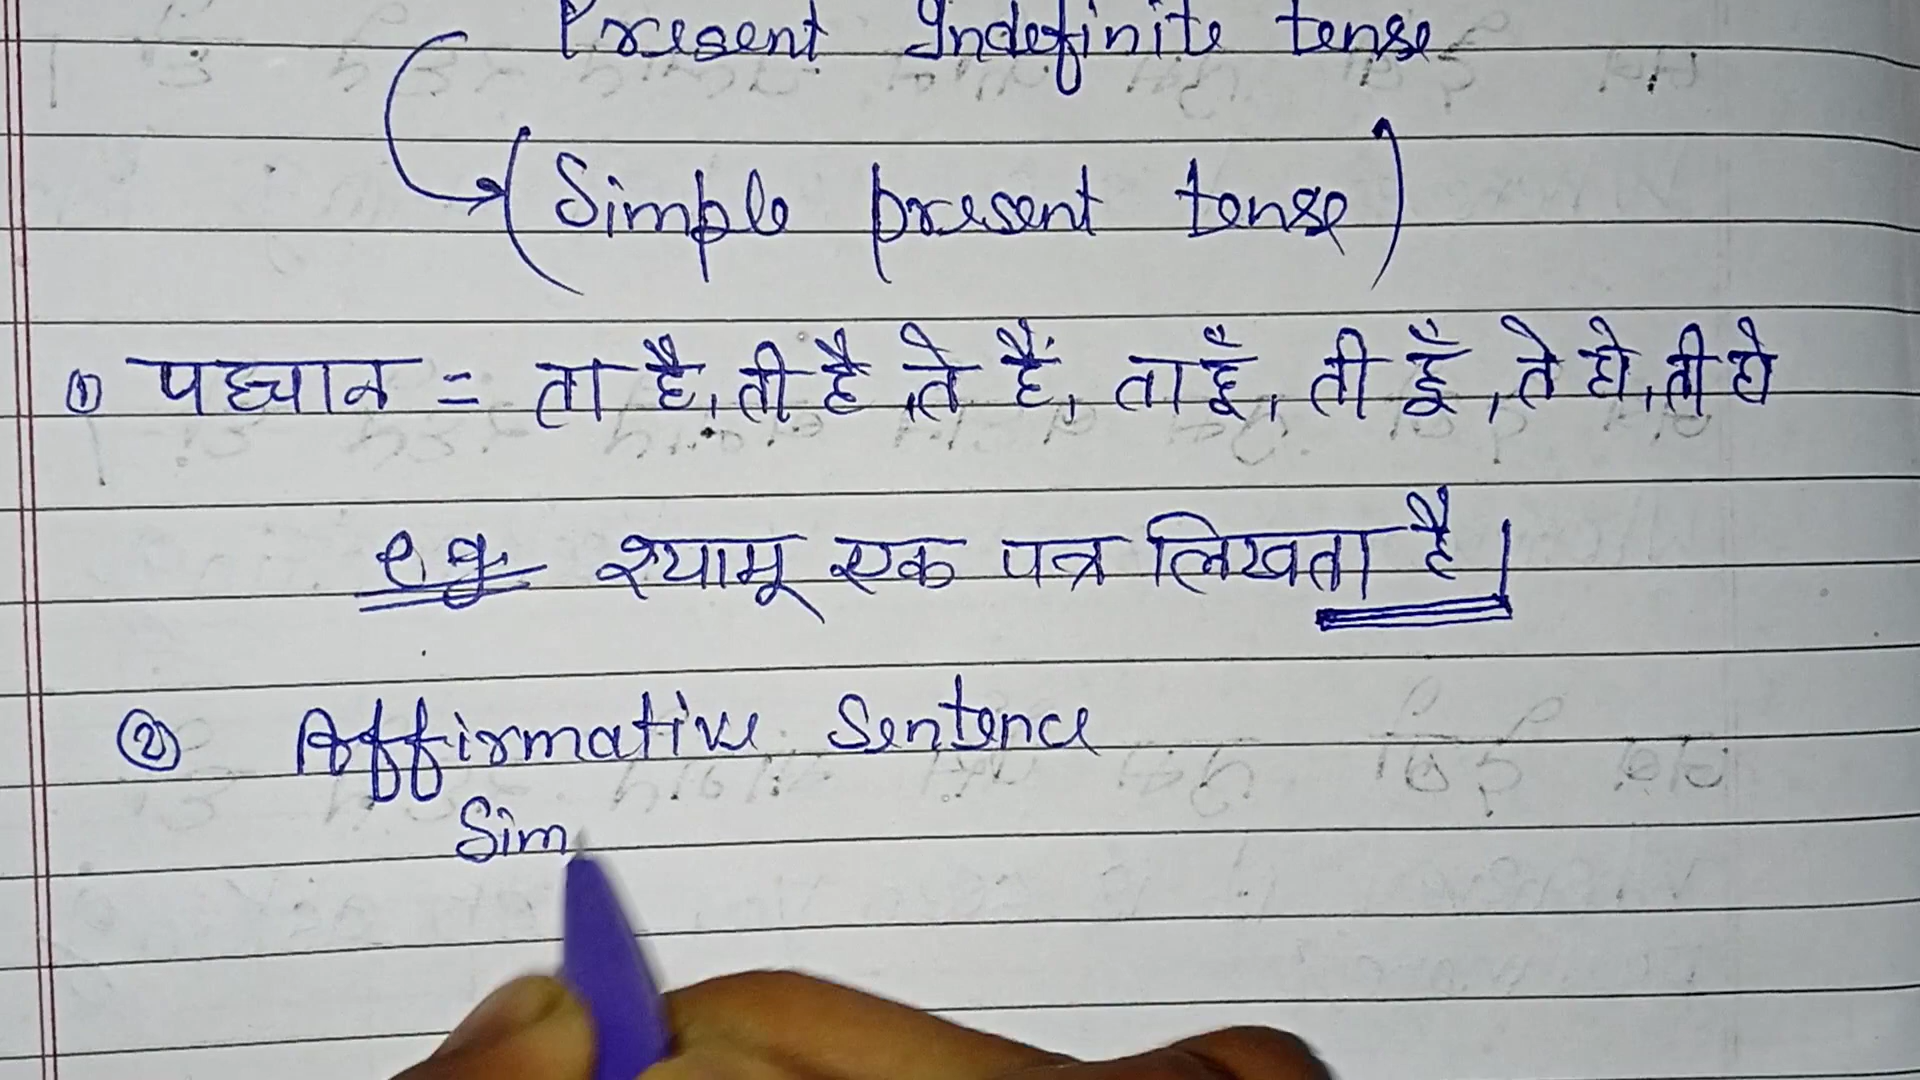 Present Indefinite tense
(Simple present tense)
① पहचान = ता है, ती है, ते हैं, ता हूँ, ती हूँ, ते हो, ती हो
e.g. श्यामू एक पत्र लिखता है।
② Affirmative Sentence
Sim